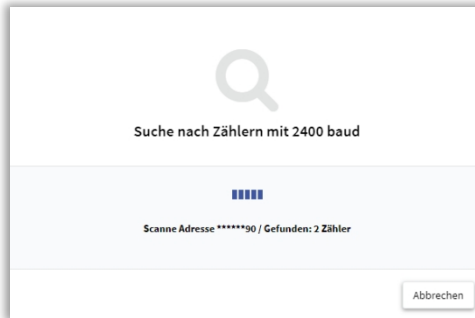 Suche nach Zählern mit 2400 baud
Scanne Adresse ******90 / Gefunden: 2 Zähler
Abbrechen